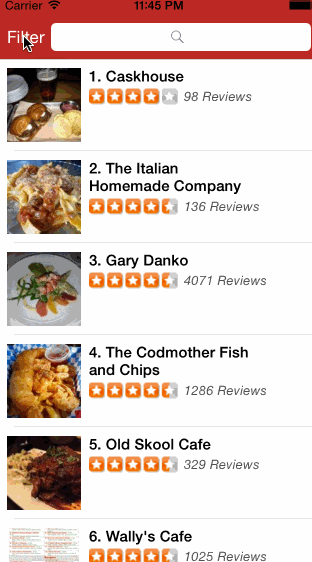 Carrier 11:45 PM
Filter
1. Caskhouse
98 Reviews
2. The Italian
Homemade Company
136 Reviews
3. Gary Danko
4071 Reviews
4. The Codmother Fish
and Chips
1286 Reviews
5. Old Skool Cafe
329 Reviews
6. Wally's Cafe
1025 Reviews